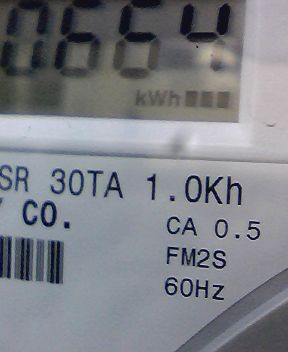 0664
kWh
SR 30TA 1.0Kh
Y CO.
CA 0.5
FM2S
60Hz